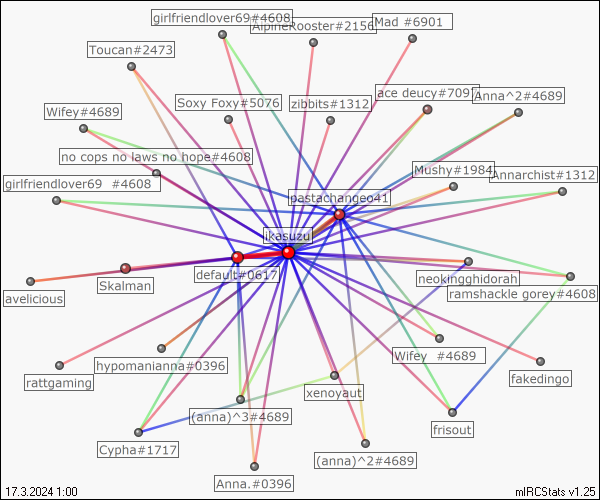 girlfriendlover69#4608
AlpineRooster#2156
Mad #6901
Toucan#2473
Soxy Foxy#5076
zibbits#1312
ace deucy#709
Anna^2#4689
Wifey#4689
no cops no laws no hope#4608
Mushy#1984
Annarchist#1312
girlfriendlover69 #4608
pastachangeo41
ikasuzu
default#0617
Skalman
avelicious
neokingghidorah
ramshackle gorey#4608
hypomanianna#0396
rattgaming
Wifey #4689
fakedingo
xenoyaut
(anna)^3#4689
frisout
Cypha#1717
(anna)^2#4689
Anna.#0396
17.3.2024 1:00
mIRCStats v1.25